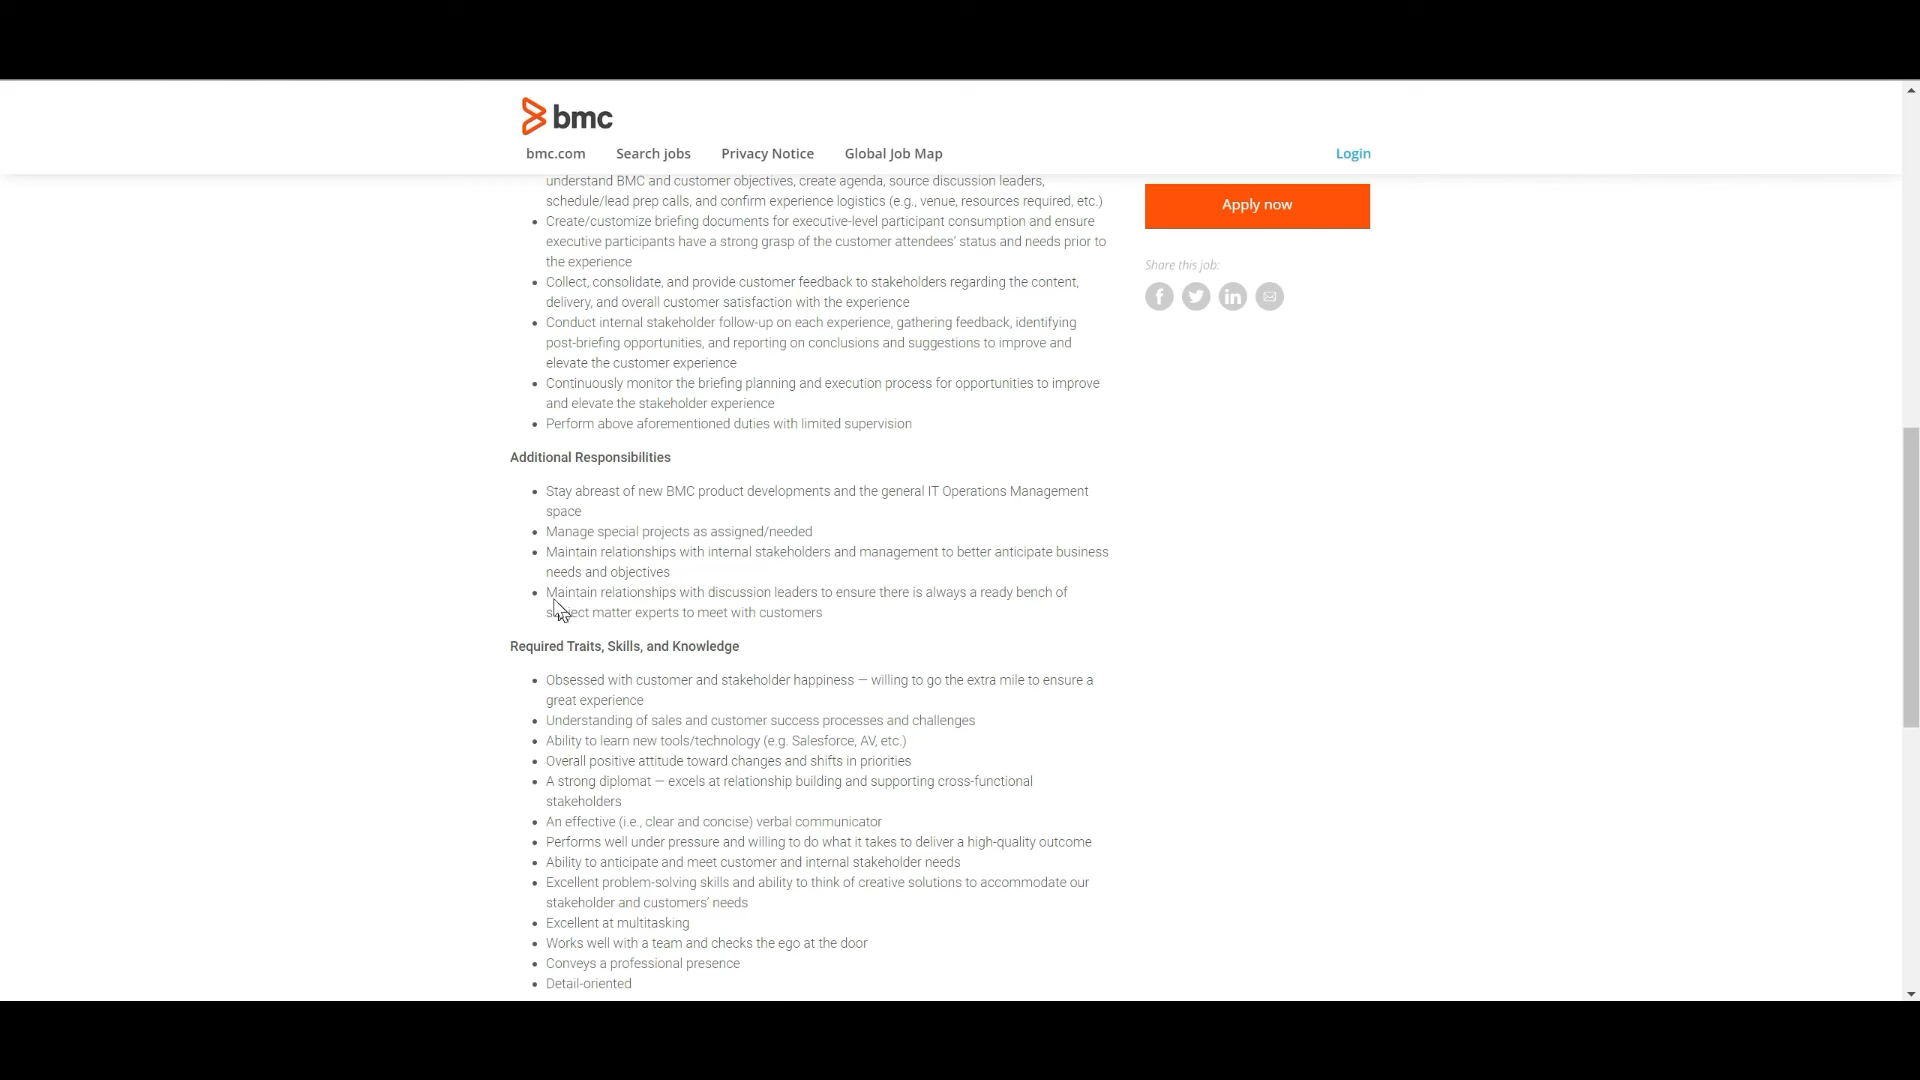 bmc
bmc.com Search jobs Privacy Notice Global Job Map Login
understand BMC and customer objectives, create agenda, source discussion leaders,
schedule/lead prep calls, and confirm experience logistics (e.g., venue, resources required, etc.)
Create/customize briefing documents for executive-level participant consumption and ensure
executive participants have a strong grasp of the customer attendees' status and needs prior to
the experience
Collect, consolidate, and provide customer feedback to stakeholders regarding the content,
delivery, and overall customer satisfaction with the experience
Conduct internal stakeholder follow-up on each experience, gathering feedback, identifying
post-briefing opportunities, and reporting on conclusions and suggestions to improve and
elevate the customer experience
Continuously monitor the briefing planning and execution process for opportunities to improve
and elevate the stakeholder experience
Perform above aforementioned duties with limited supervision
Additional Responsibilities
Stay abreast of new BMC product developments and the general IT Operations Management
space
Manage special projects as assigned/needed
Maintain relationships with internal stakeholders and management to better anticipate business
needs and objectives
Maintain relationships with discussion leaders to ensure there is always a ready bench of
matter experts to meet with customers
Required Traits, Skills, and Knowledge
Obsessed with customer and stakeholder happiness — willing to go the extra mile to ensure a
great experience
Understanding of sales and customer success processes and challenges
Ability to learn new tools/technology (e.g. Salesforce, AV, etc.)
Overall positive attitude toward changes and shifts in priorities
A strong diplomat — excels at relationship building and supporting cross-functional
stakeholders
An effective (i.e., clear and concise) verbal communicator
Performs well under pressure and willing to do what it takes to deliver a high-quality outcome
Ability to anticipate and meet customer and internal stakeholder needs
Excellent problem-solving skills and ability to think of creative solutions to accommodate our
stakeholder and customers' needs
Excellent at multitasking
Works well with a team and checks the ego at the door
Conveys a professional presence
Detail-oriented
Apply now
Share this job: